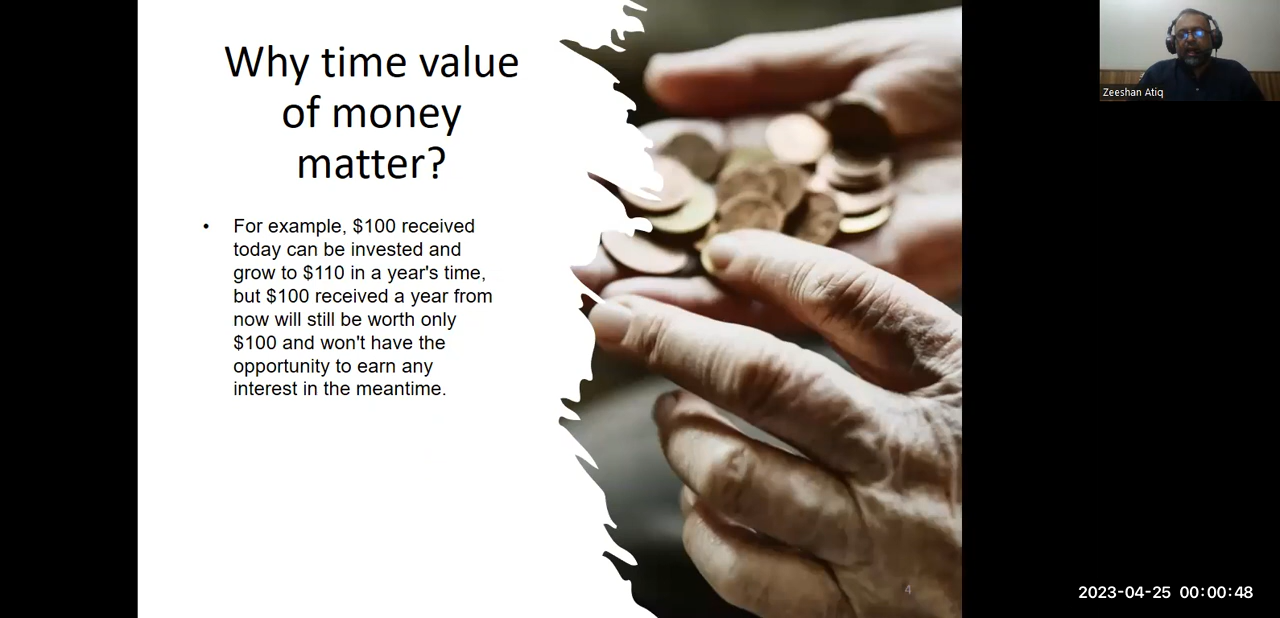 Why time value
of money
matter?
• For example, $100 received
today can be invested and
grow to $110 in a year's time,
but $100 received a year from
now will still be worth only
$100 and won't have the
opportunity to earn any
interest in the meantime.
4
Zeeshan Atiq
2023-04-25 00:00:48